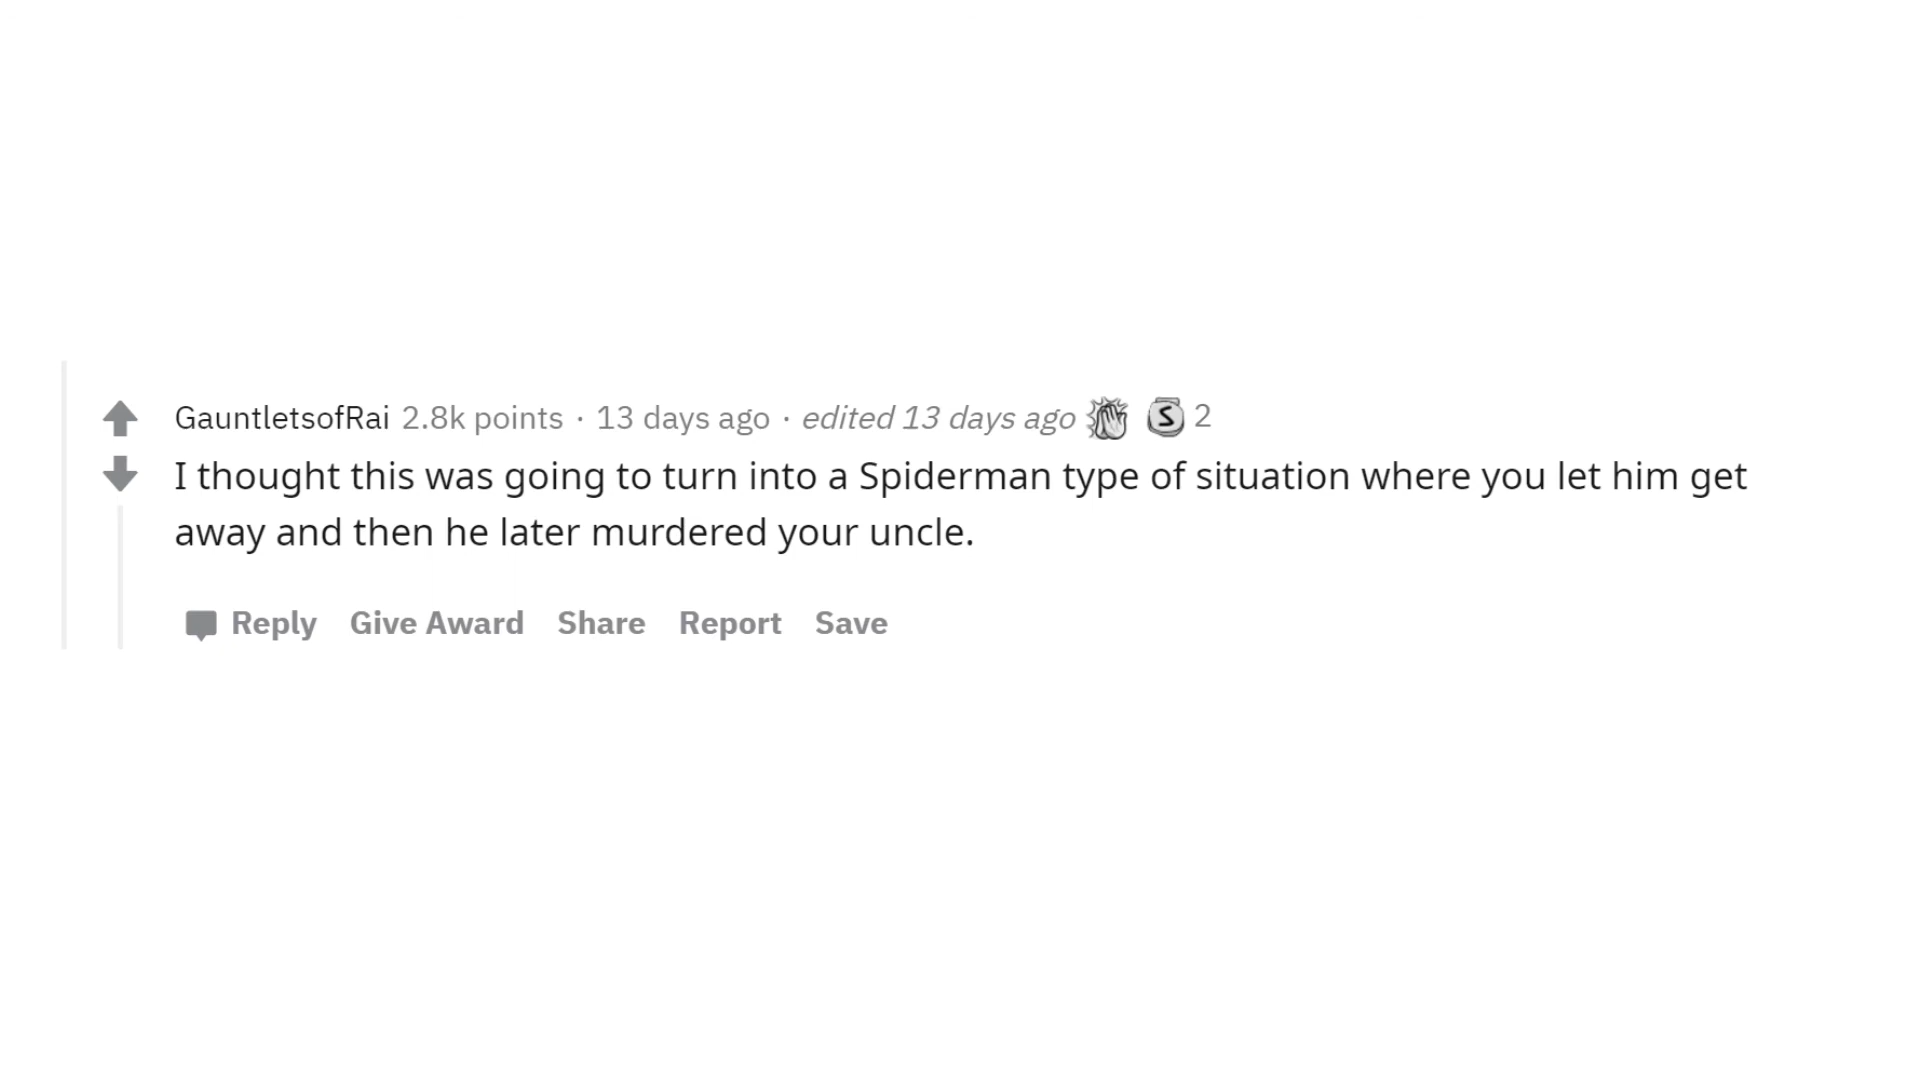 GauntletsofRai 2.8k points · 13 days ago · edited 13 days ago S 2
I thought this was going to turn into a Spiderman type of situation where you let him get
away and then he later murdered your uncle.
Reply Give Award Share Report Save